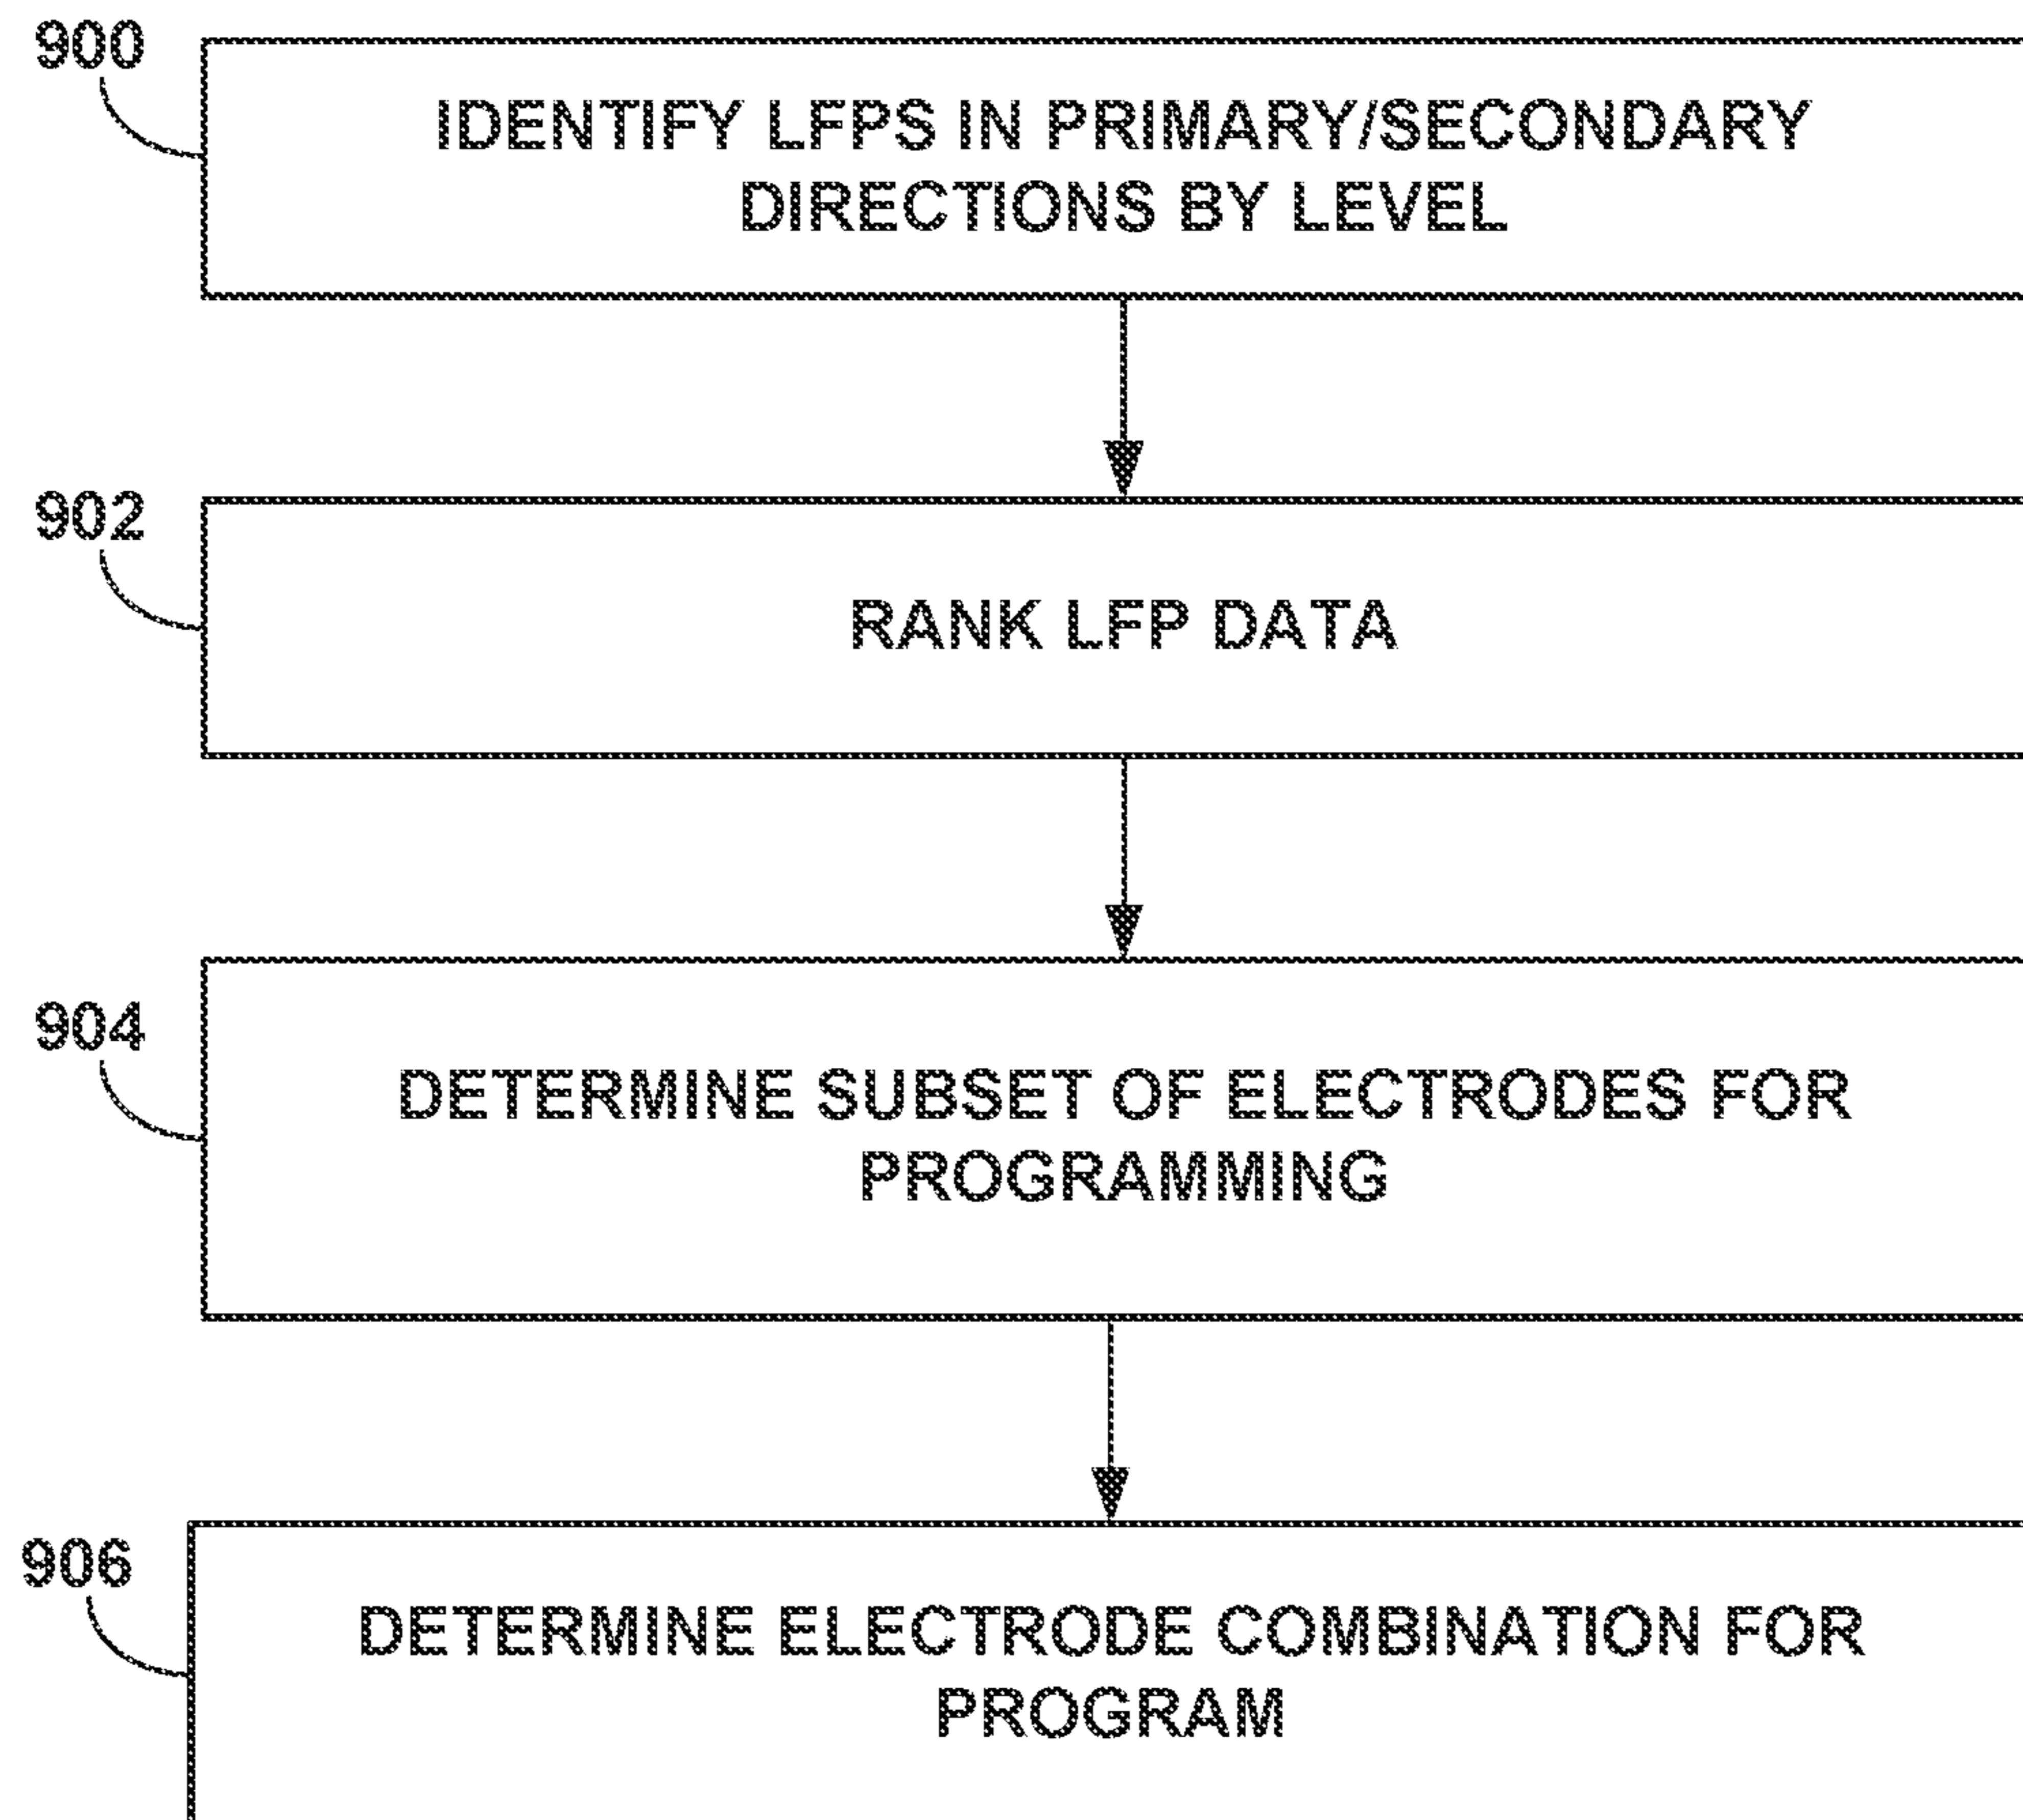 900
IDENTIFY LFPS IN PRIMARY/SECONDARY
DIRECTIONS BY LEVEL
902
RANK LFP DATA
904
DETERMINE SUBSET OF ELECTRODES FOR
PROGRAMMING
906
DETERMINE ELECTRODE COMBINATION FOR
PROGRAM